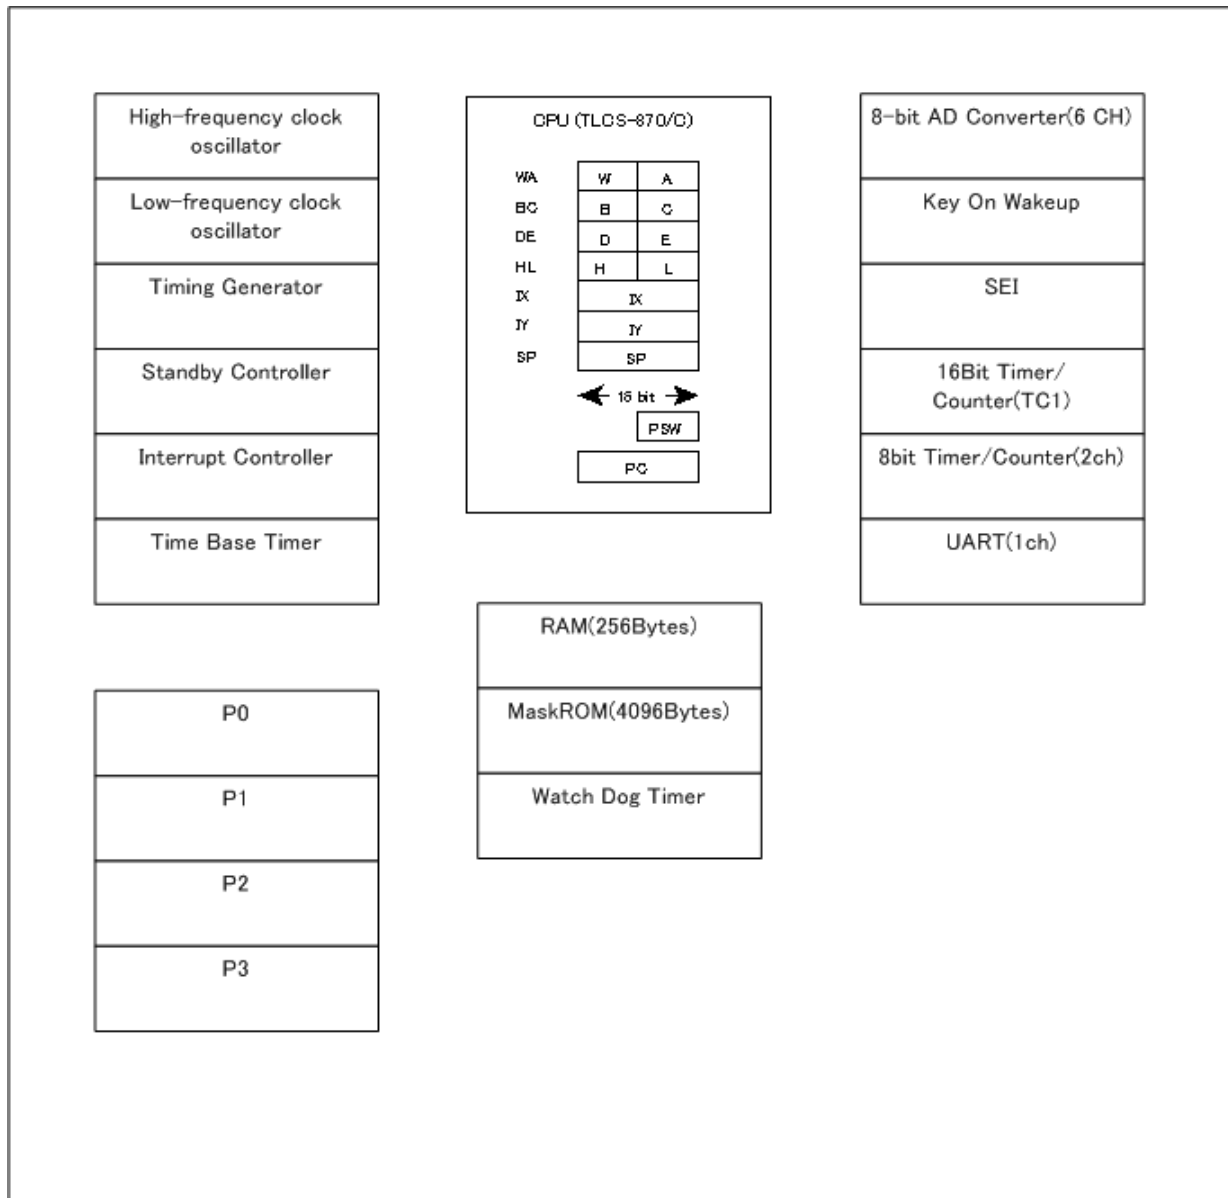 High-frequency clock
oscillator
Low-frequency clock
oscillator
Timing Generator
Standby Controller
Interrupt Controller
Time Base Timer
P0
P1
P2
P3
CPU (TLCS-870/C)
WA W A
BC B C
DE D E
HL H L
IX IX
IY IY
SP SP
16 bit
PSW
PC
RAM(256Bytes)
MaskROM(4096Bytes)
Watch Dog Timer
8-bit AD Converter(6 CH)
Key On Wakeup
SEI
16Bit Timer/
Counter(TC1)
8bit Timer/Counter(2ch)
UART(1ch)